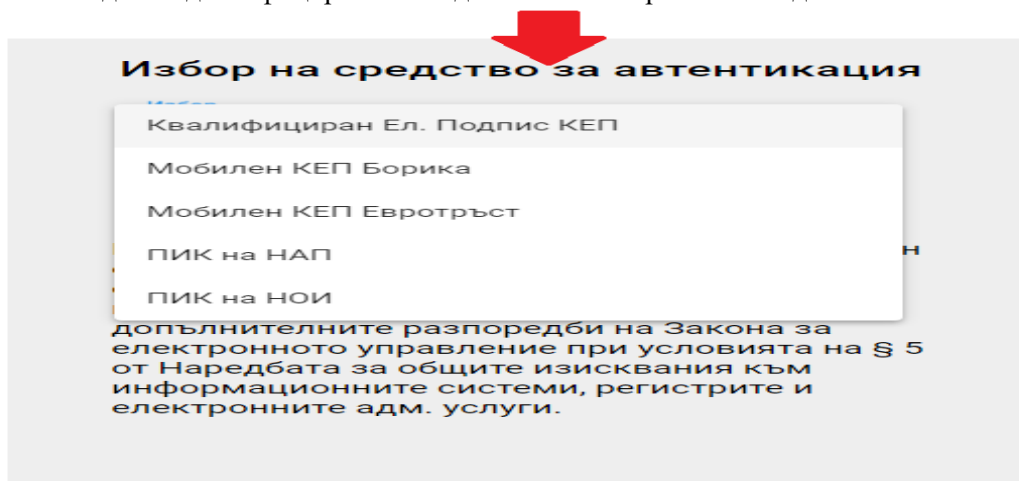 Избор на средство за автентикация
Квалифициран Ел. Подпис КЕП
Мобилен КЕП Борика
Мобилен КЕП Евротръст
ПИК на НАП
н
ПИК на НОИ
допълнителните разпоредби на Закона за
електронното управление при условията на § 5
от Наредбата за общите изисквания към
информационните системи, регистрите и
електронните адм. услуги.